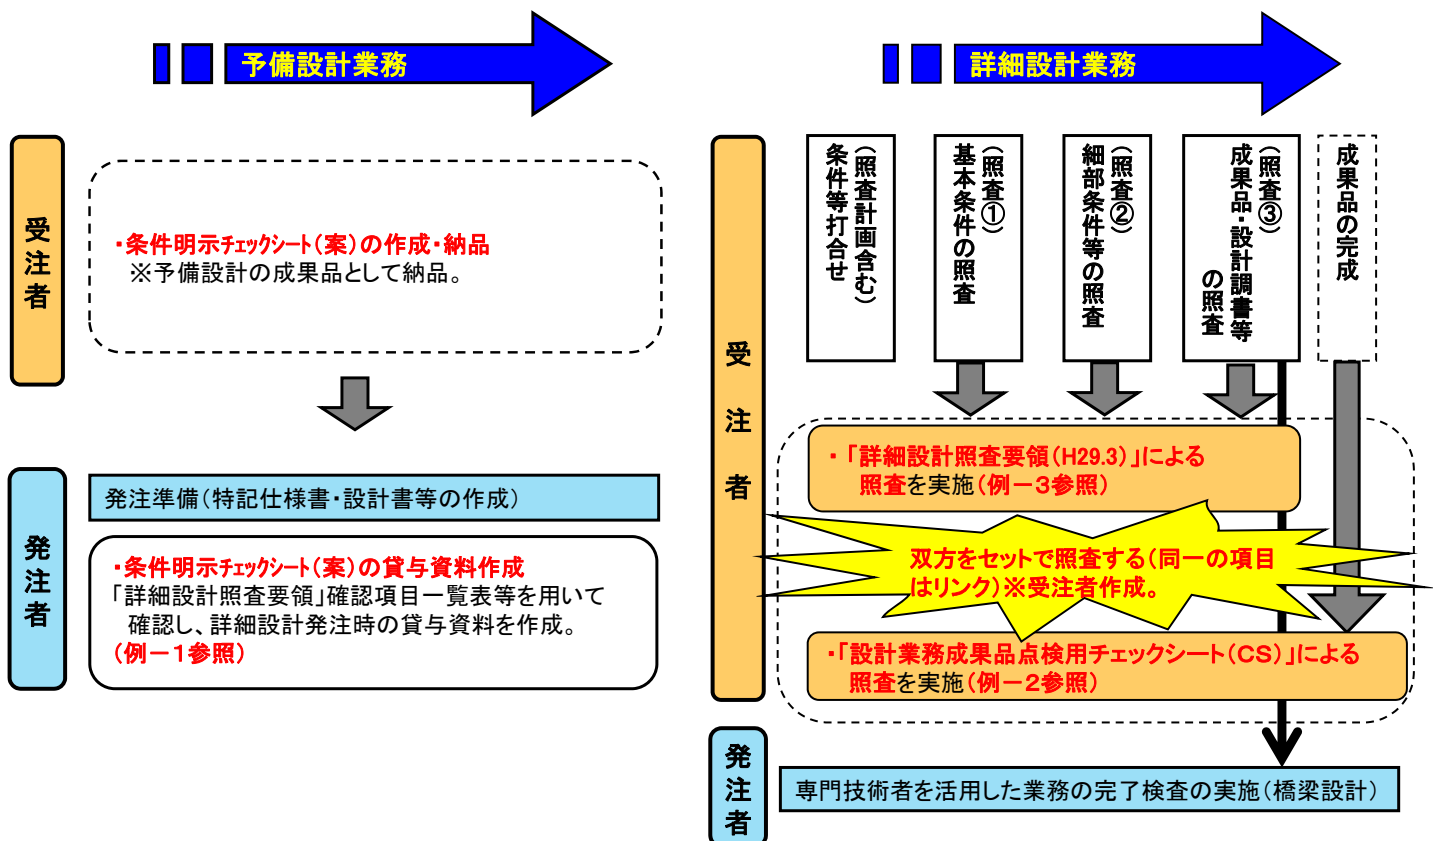 予備設計業務
受注者
・条件明示チェックシート（案）の作成・納品
※予備設計の成果品として納品。
発注者
発注準備（特記仕様書・設計書等の作成）
・条件明示チェックシート（案）の貸与資料作成
「詳細設計照査要領」確認項目一覧表等を用いて
確認し、詳細設計発注時の貸与資料を作成。
（例－１参照）
詳細設計業務
受注者
条件等打合せ
（照査計画含む）
基本条件の照査
（照査①）
細部条件等の照査
（照査②）
（照査③）
成果品・設計調書等
の照査
成果品の完成
・「詳細設計照査要領（H29.3）」による
照査を実施（例－３参照）
双方をセットで照査する（同一の項目
はリンク）※受注者作成。
・「設計業務成果品点検用チェックシート（CS）」による
照査を実施（例－２参照）
発注者
専門技術者を活用した業務の完了検査の実施（橋梁設計）